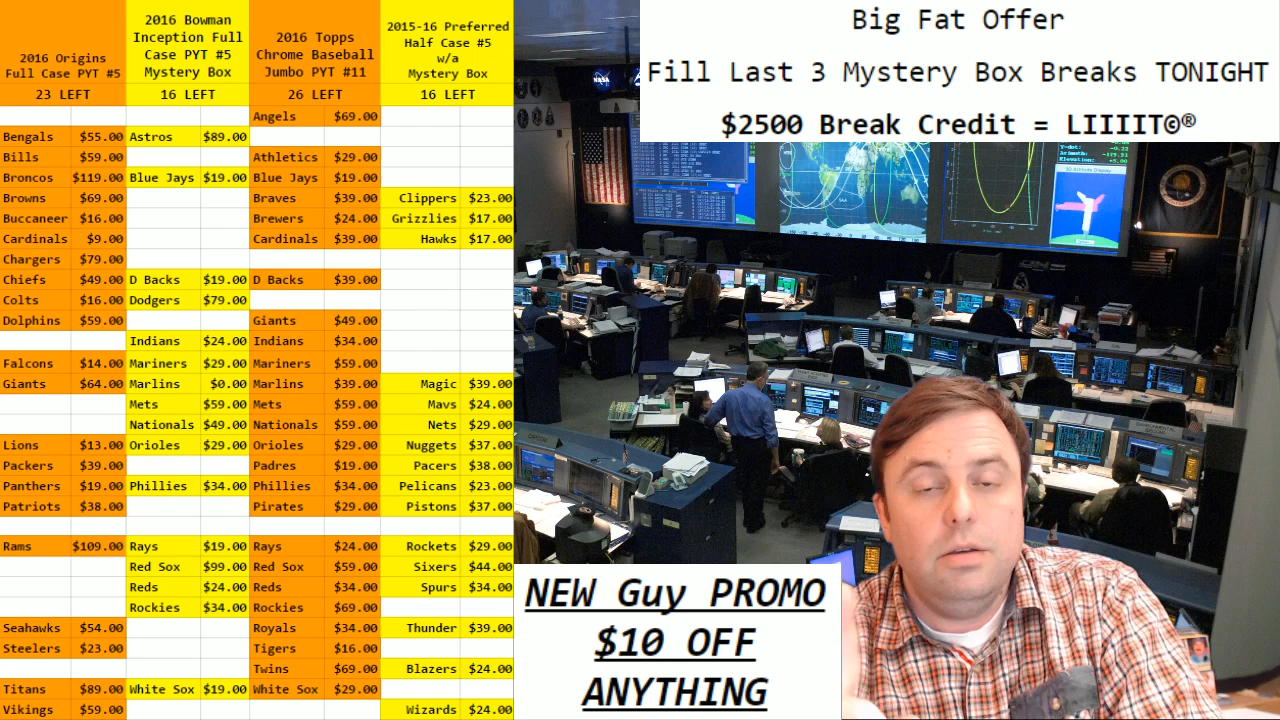 2016 Origins
Full Case PYT #5
23 LEFT
2016 Bowman
Inception Full
Case PYT #5
Mystery Box
16 LEFT
2016 Topps
Chrome Baseball
Jumbo PYT #11
26 LEFT
2015-16 Preferred
Half Case #5
w/a
Mystery Box
16 LEFT
Angels $69.00
Bengals $55.00 Astros $89.00
Bills $59.00 Athletics $29.00
Broncos $119.00 Blue Jays $19.00 Blue Jays $19.00
Browns $69.00 Braves $39.00 Clippers $23.00
Buccaneer $16.00 Brewers $24.00 Grizzlies $17.00
Cardinals $9.00 Cardinals $39.00 Hawks $17.00
Chargers $79.00
Chiefs $49.00 D Backs $19.00 D Backs $39.00
Colts $16.00 Dodgers $79.00
Dolphins $59.00 Giants $49.00
Indians $24.00 Indians $34.00
Falcons $14.00 Mariners $29.00 Mariners $59.00
Giants $64.00 Marlins $0.00 Marlins $39.00 Magic $39.00
Mets $59.00 Mets $59.00 Mavs $24.00
Nationals $49.00 Nationals $59.00 Nets $29.00
Lions $13.00 Orioles $29.00 Orioles $29.00 Nuggets $37.00
Packers $39.00 Padres $19.00 Pacers $38.00
Panthers $19.00 Phillies $34.00 Phillies $34.00 Pelicans $23.00
Patriots $38.00 Pirates $29.00 Pistons $37.00
Rams $109.00 Rays $19.00 Rays $24.00 Rockets $29.00
Red Sox $99.00 Red Sox $59.00 Sixers $44.00
Reds $24.00 Reds $34.00 Spurs $34.00
Rockies $34.00 Rockies $69.00
Seahawks $54.00 Royals $34.00 Thunder $39.00
Steelers $23.00 Tigers $16.00
Twins $69.00 Blazers $24.00
Titans $89.00 White Sox $19.00 White Sox $29.00
Vikings $59.00 Wizards $24.00
Big Fat Offer
Fill Last 3 Mystery Box Breaks TONIGHT
$2500 Break Credit = LIIIIT©®
NASA
NEW Guy PROMO
$10 OFF
ANYTHING